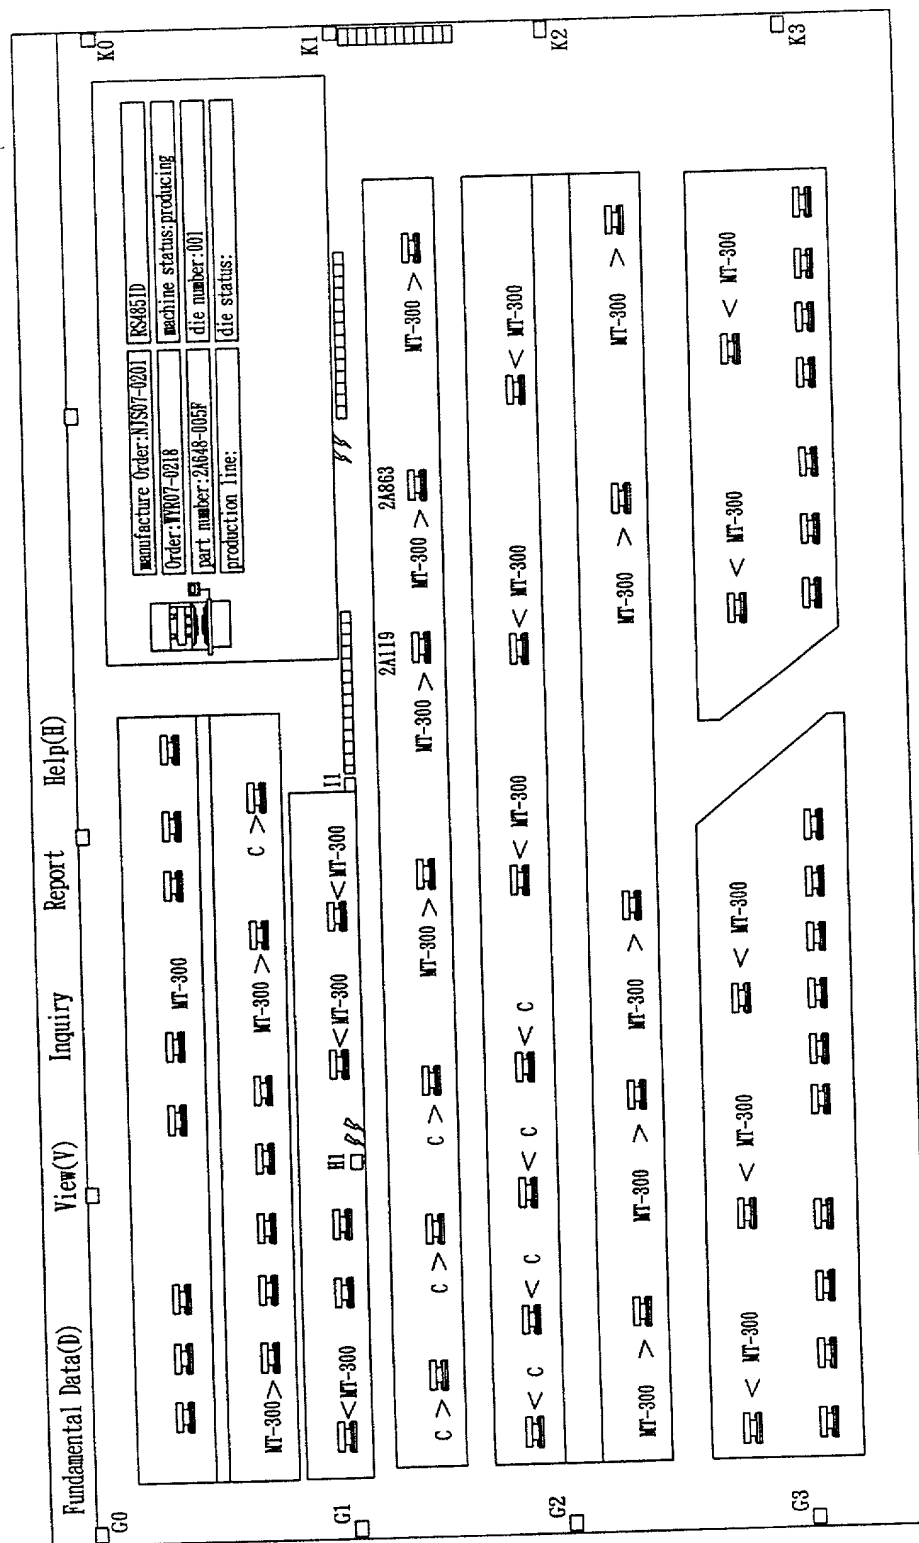 Fundamental Data(D) View(V) Inquiry Report Help(H)
G0 K0
manufacture Order:NJS07-0201 RS485ID
Order:WYR07-0218 machine status:producing
part number:2A648-005F die number:001
production line: die status:
MT-300
MT-300> MT-300 > C >
K1
H1 I1
<MT-300 <MT-300 <MT-300
G1
2A119 2A863
C > C > C > MT-300 > MT-300 > MT-300 > MT-300 >
< C < C < C < C < MT-300 < MT-300 < MT-300
G2 K2
MT-300 > MT-300 > MT-300 > MT-300 > MT-300 >
< MT-300 < MT-300 < MT-300 < MT-300 < MT-300
G3 K3